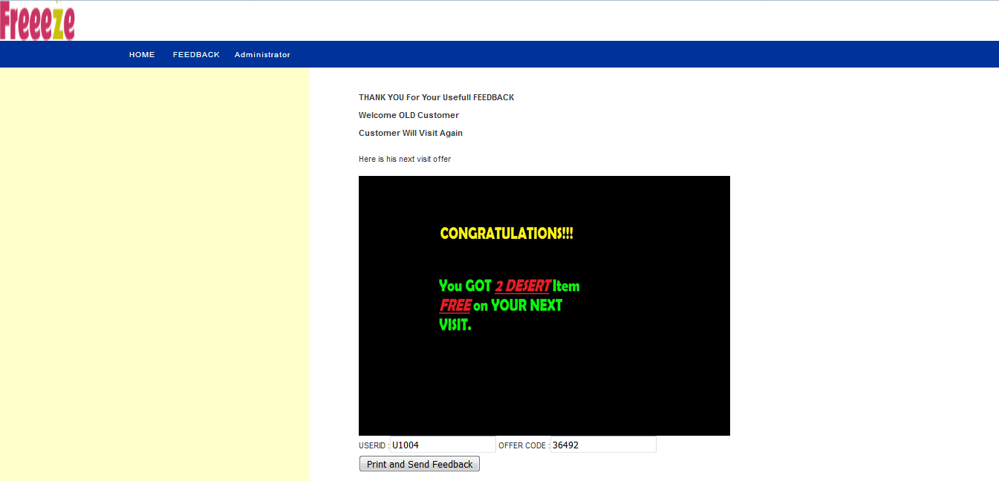 Freeeze
HOME FEEDBACK Administrator
THANK YOU For Your Usefull FEEDBACK
Welcome OLD Customer
Customer Will Visit Again
Here is his next visit offer
CONGRATULATIONS!!!
You GOT 2 DESERT Item
FREE on YOUR NEXT
VISIT.
USERID : U1004 OFFER CODE : 36492
Print and Send Feedback